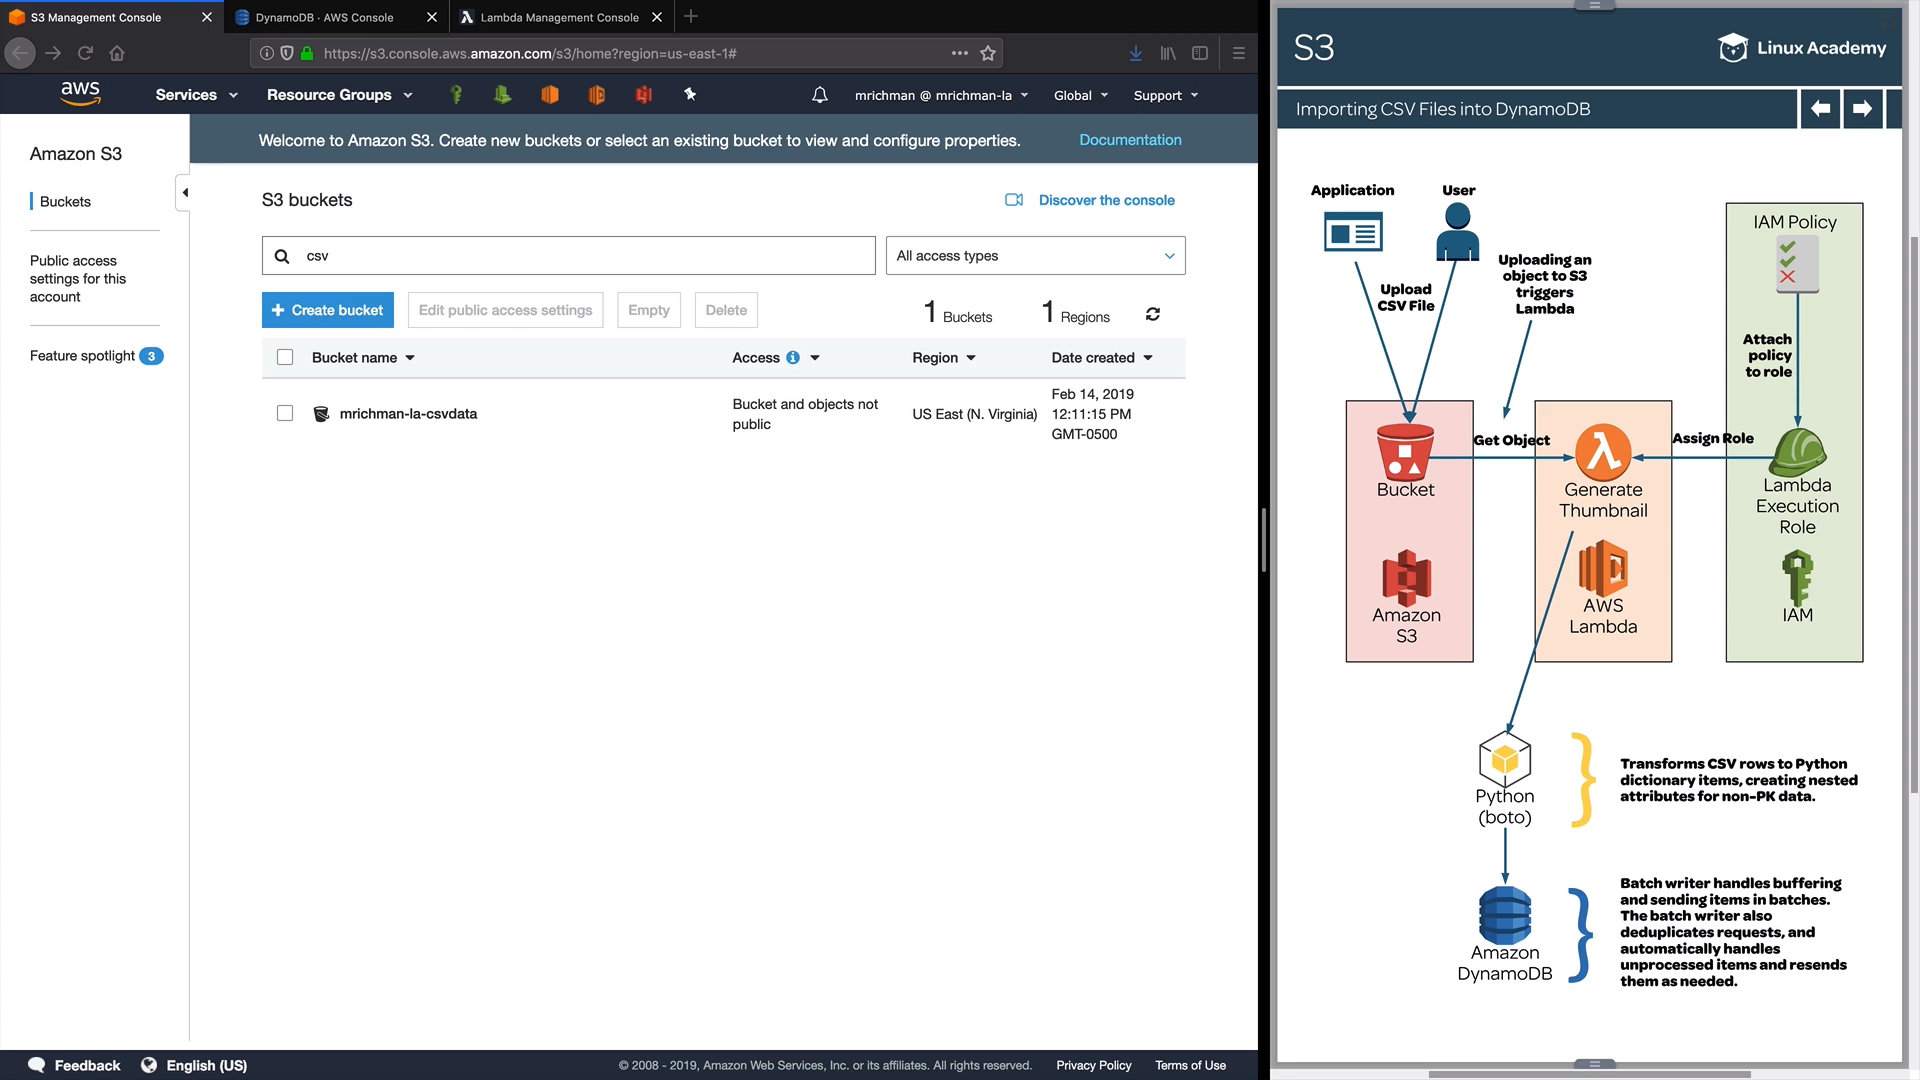 S3 Management Console
DynamoDB · AWS Console
Lambda Management Console
https://s3.console.aws.amazon.com/s3/home?region=us-east-1#
aws
Services
Resource Groups
mrichman @ mrichman-la
Global
Support
Amazon S3
Buckets
Public access
settings for this
account
Feature spotlight 3
Welcome to Amazon S3. Create new buckets or select an existing bucket to view and configure properties.
Documentation
S3 buckets
Discover the console
csv
All access types
+ Create bucket
Edit public access settings
Empty
Delete
1 Buckets
1 Regions
Bucket name
Access
Region
Date created
mrichman-la-csvdata
Bucket and objects not
public
US East (N. Virginia)
Feb 14, 2019
12:11:15 PM
GMT-0500
Feedback
English (US)
© 2008 - 2019, Amazon Web Services, Inc. or its affiliates. All rights reserved.
Privacy Policy
Terms of Use
S3
Linux Academy
Importing CSV Files into DynamoDB
Application
User
Upload
CSV File
Uploading an
object to S3
triggers
Lambda
IAM Policy
Attach
policy
to role
Get Object
Assign Role
Bucket
Generate
Thumbnail
Lambda
Execution
Role
Amazon
S3
AWS
Lambda
IAM
Python
(boto)
Transforms CSV rows to Python
dictionary items, creating nested
attributes for non-PK data.
Amazon
DynamoDB
Batch writer handles buffering
and sending items in batches.
The batch writer also
deduplicates requests, and
automatically handles
unprocessed items and resends
them as needed.